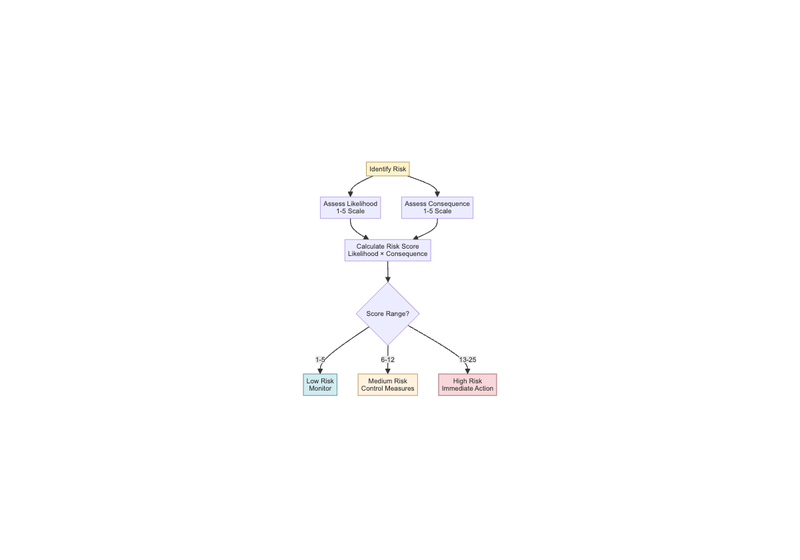 Identify Risk
Assess Likelihood
1-5 Scale
Assess Consequence
1-5 Scale
Calculate Risk Score
Likelihood × Consequence
Score Range?
1-5
6-12
13-25
Low Risk
Monitor
Medium Risk
Control Measures
High Risk
Immediate Action